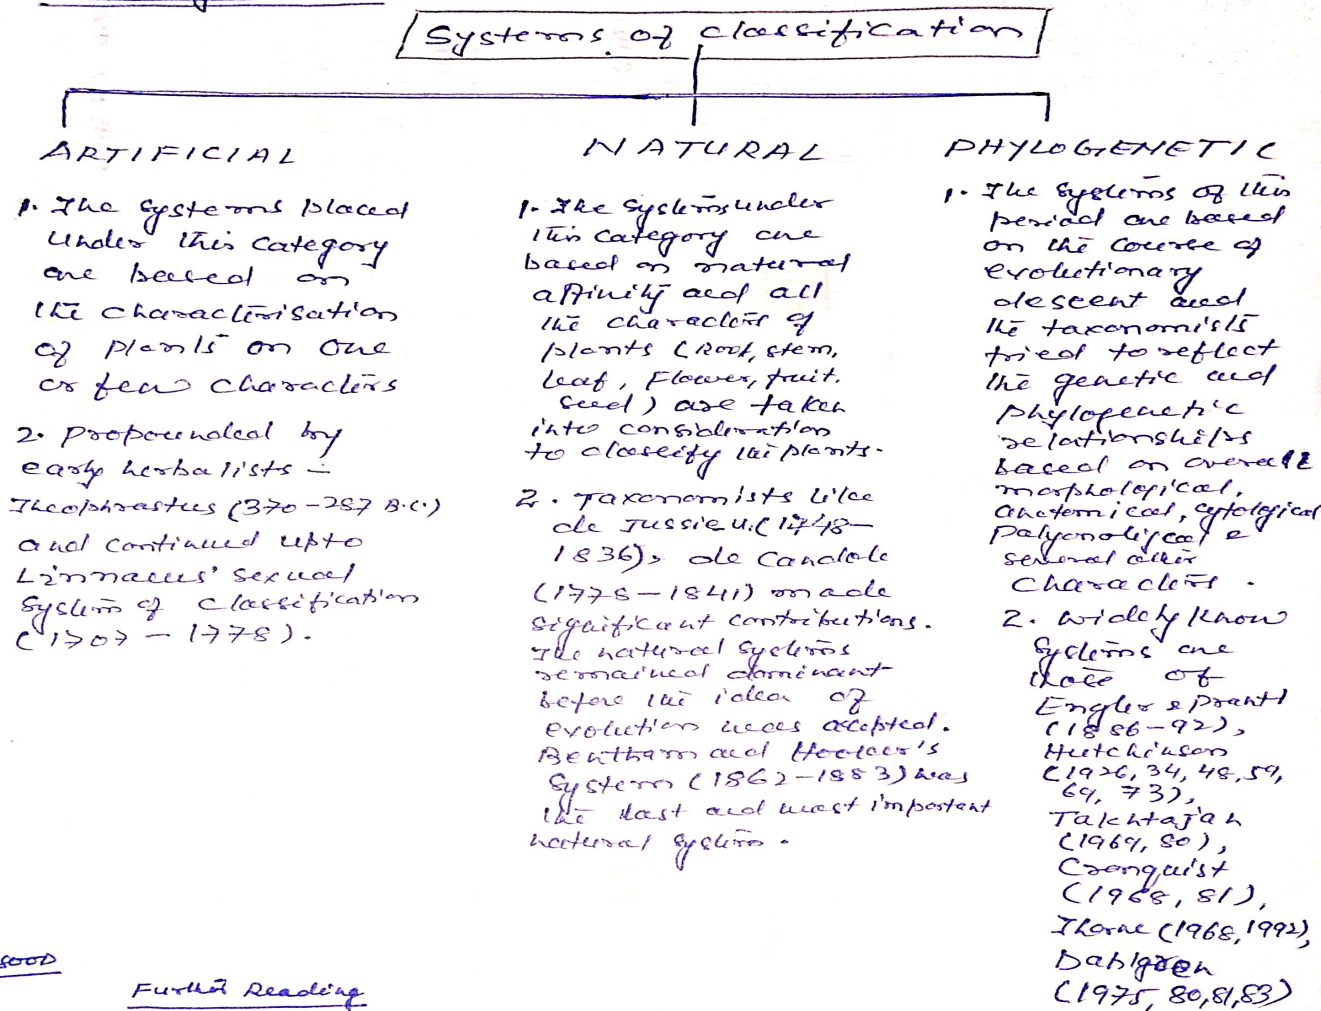 Systems of classification
ARTIFICIAL
1. The systems placed
under this category
are based on
the characterisation
of plants on one
or few characters
2. Propounded by
early herbalists –
Theophrastus (370-287 B.C.)
and continued upto
Linnaeus' sexual
System of classification
(1707 – 1778).
NATURAL
1. The systems under
this category are
based on natural
affinity and all
the characters of
plants (Root, stem,
leaf, Flower, fruit.
seed) are taken
into consideration
to classify the plants.
2. Taxonomists like
de Jussieu (1748-
1836), de Candole
(1778-1841) made
significant contributions.
The natural systems
remained dominant
before the idea of
evolution was accepted.
Bentham and Hooker's
System (1862-1883) was
the last and most important
natural system.
PHYLOGENETIC
1. The systems of this
period are based
on the course of
evolutionary
descent and
the taxonomists
tried to reflect
the genetic and
phylogenetic
relationships
based on overall
morphological,
anatomical, cytological
Palyonoligcal &
several other
characters.
2. Widely know
Systems are
those of
Engler & Prantl
(1886-92),
Hutchinson
(1926, 34, 48, 59,
69, 73),
Takhtajan
(1969, 80),
Cronquist
(1968, 81),
Thorne (1968, 1992),
Dahlgren
(1975, 80, 81, 83)
SOOD
Further Reading